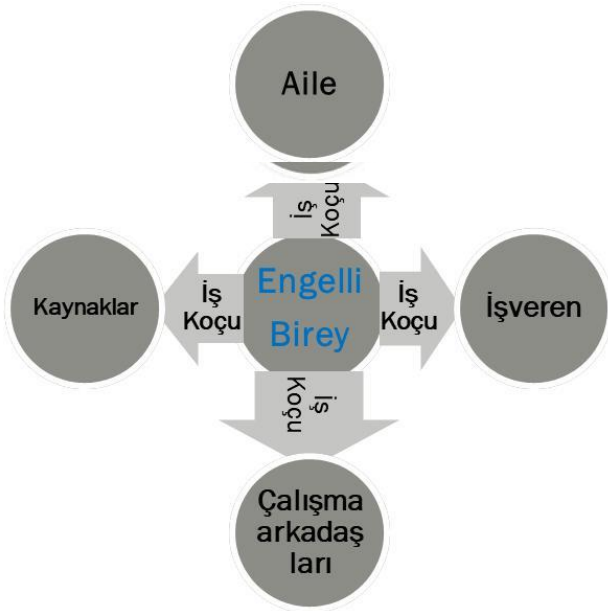 Aile
İş
Koçu
Kaynaklar
İş
Koçu
Engelli
Birey
İş
Koçu
İşveren
İş
Koçu
Çalışma
arkadaş
ları